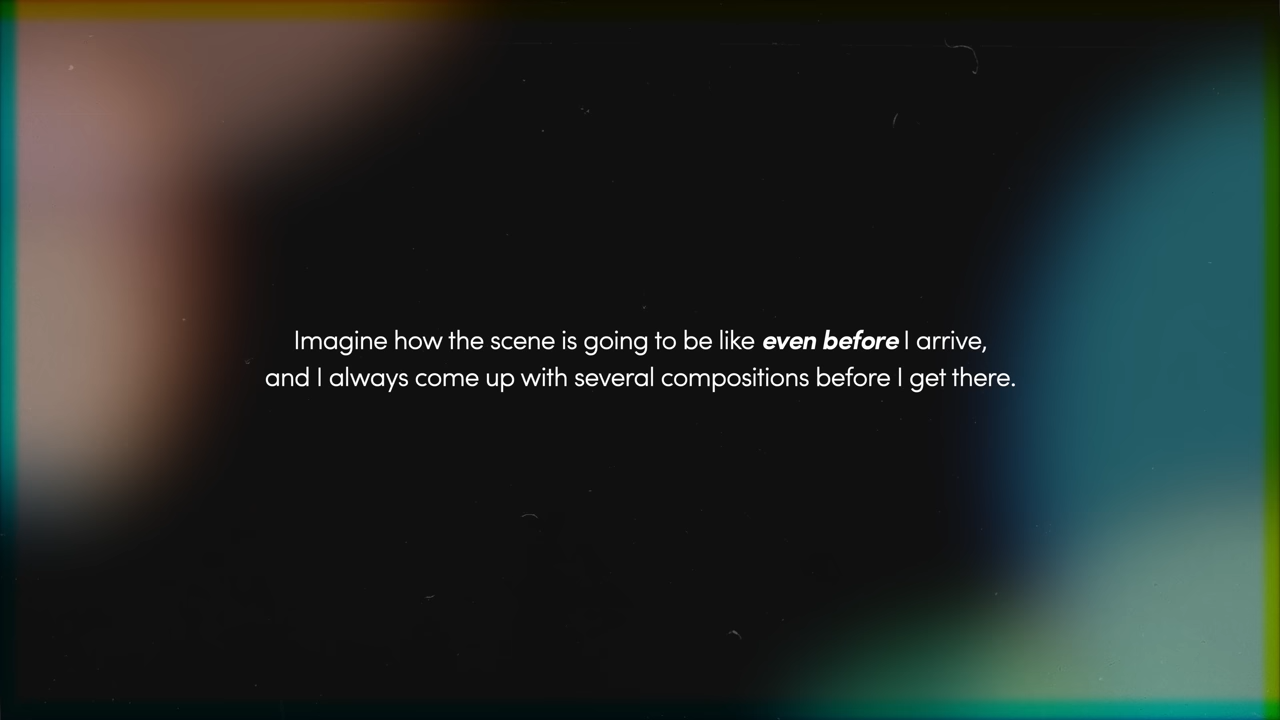 Imagine how the scene is going to be like even before I arrive,
and I always come up with several compositions before I get there.